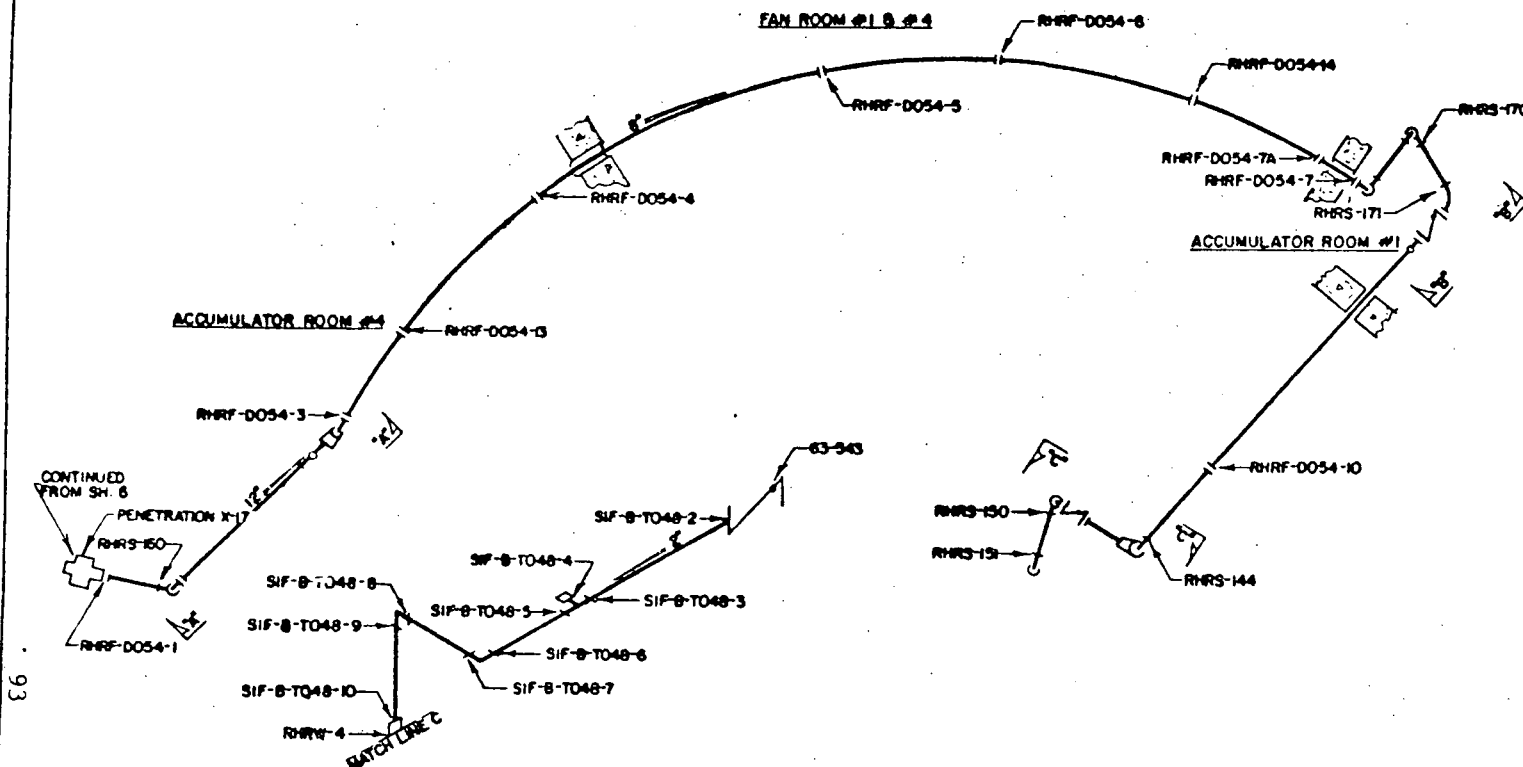 FAN ROOM #1 & #4
RHRF-D054-6
RHRF-D054-14
RHRF-D054-5
8"
RHRS-170
RHRF-D054-7A
RHRF-D054-7
RHRS-171
"B"
RHRF-D054-4
ACCUMULATOR ROOM #1
"B"
ACCUMULATOR ROOM #4
RHRF-D054-13
RHRF-D054-3
"A"
63-543
RHRF-D054-10
"C"
CONTINUED
FROM SH. 6
12"
PENETRATION X-17
RHRS-160
SIF-B-T048-2
2"
RHRS-150
SIF-B-T048-4
RHRS-151
"C"
RHRS-144
SIF-B-T048-8
SIF-B-T048-5
SIF-B-T048-3
SIF-B-T048-9
"A"
RHRF-D054-1
SIF-B-T048-6
SIF-B-T048-7
SIF-B-T048-10
RHRW-4
MATCH LINE C
93